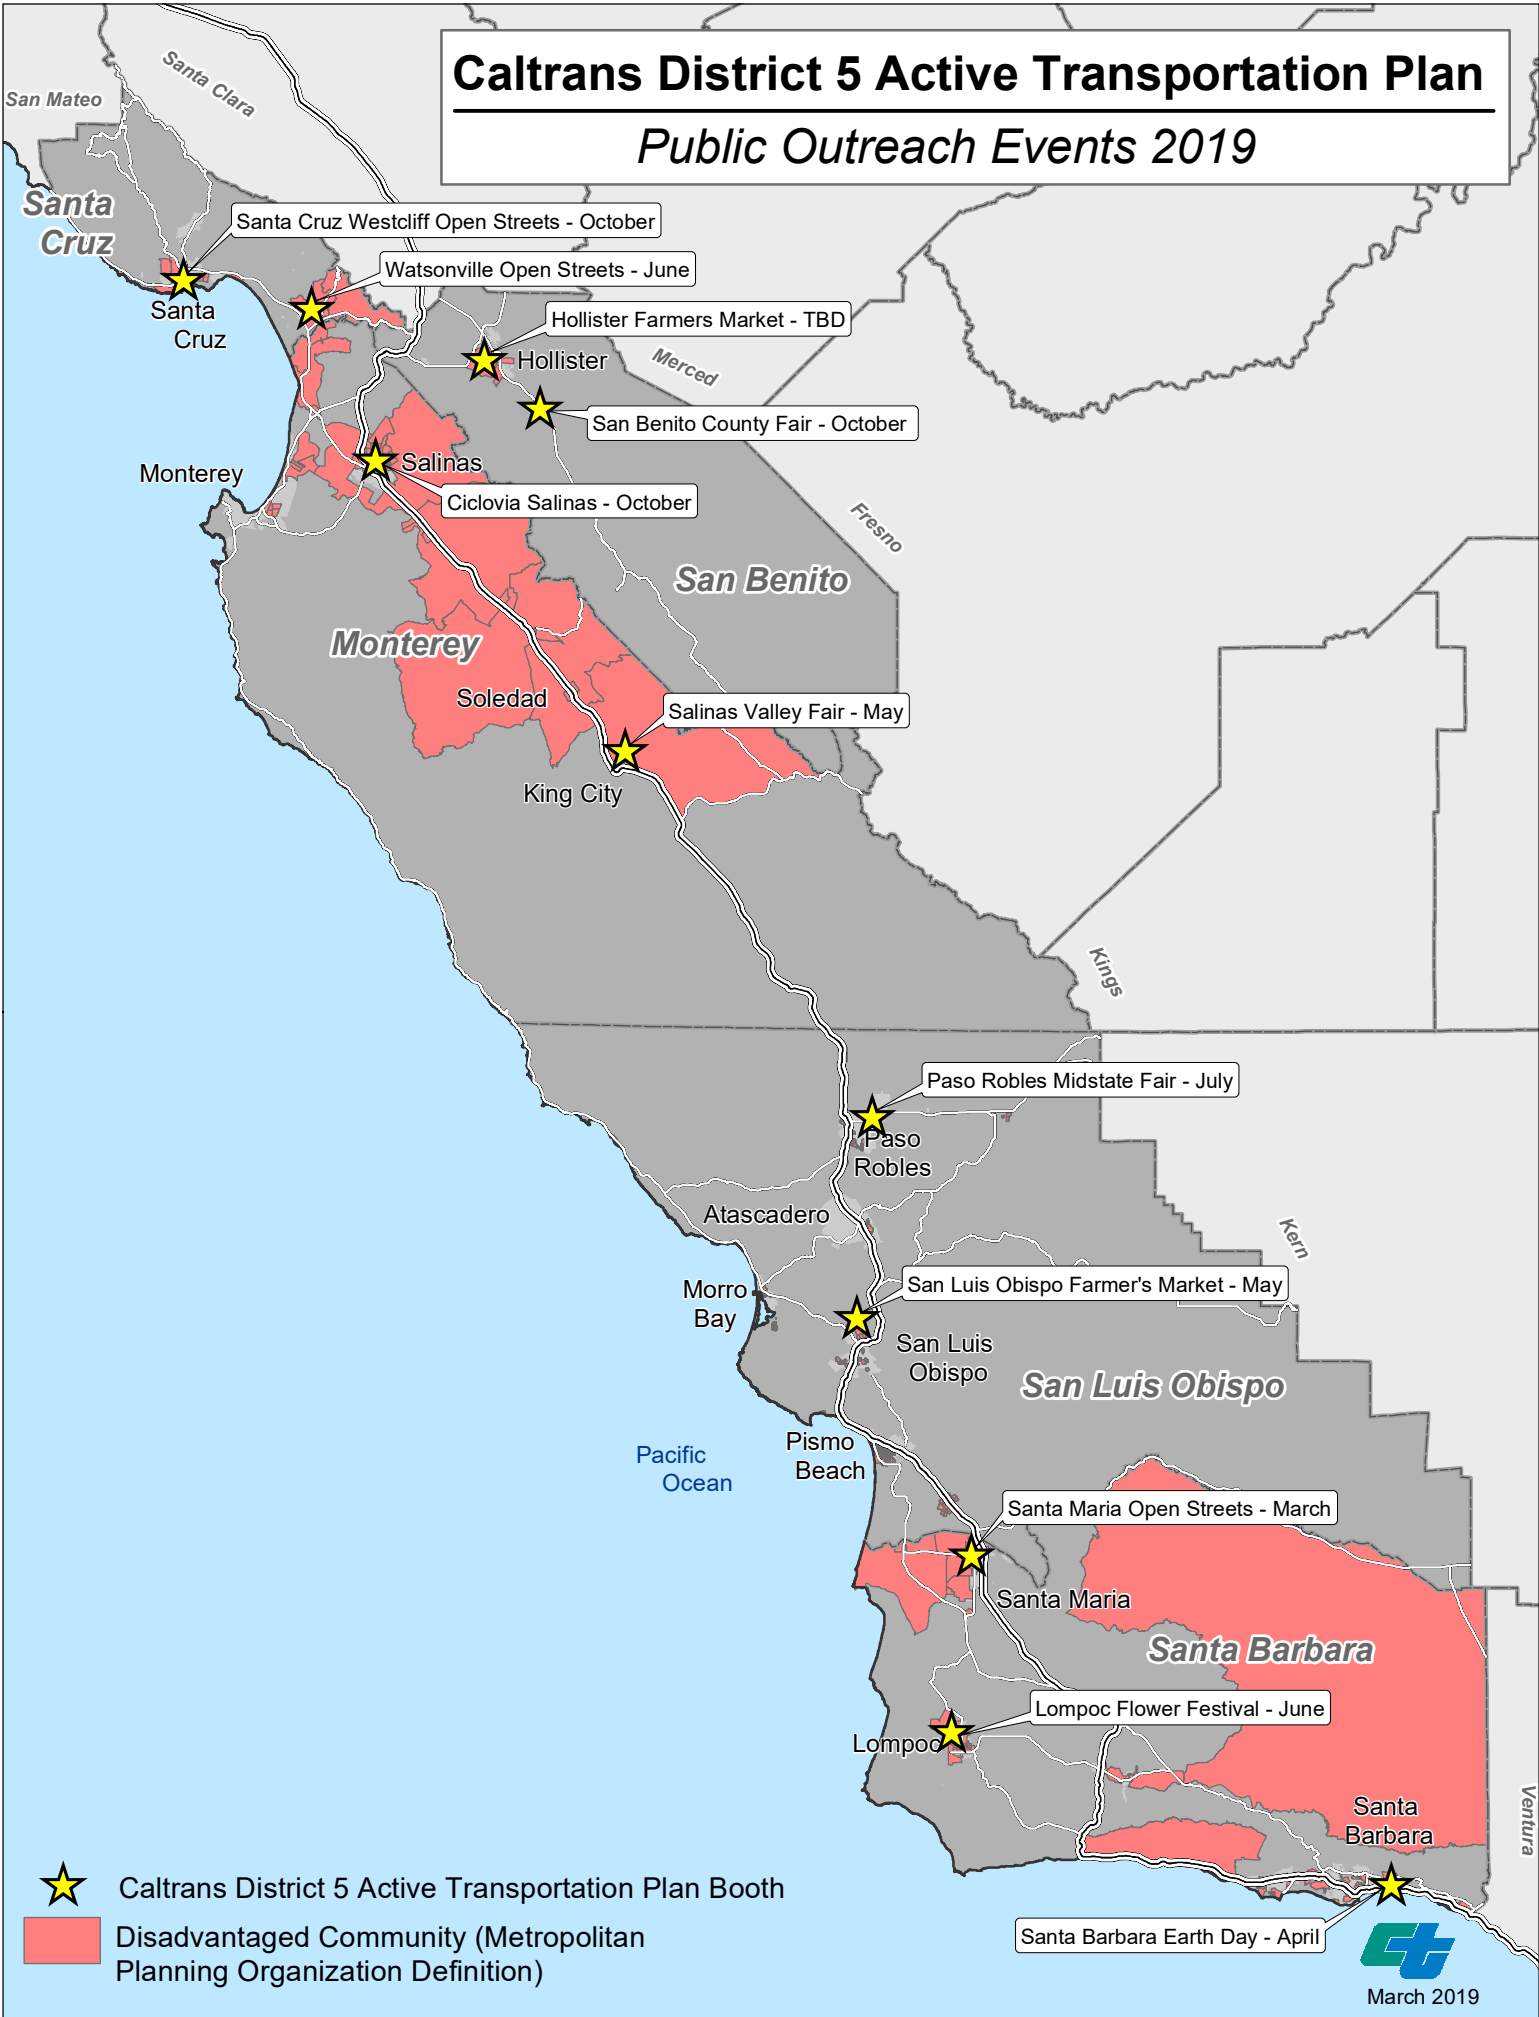 Caltrans District 5 Active Transportation Plan
Public Outreach Events 2019
San Mateo
Santa Clara
Santa
Cruz
Santa Cruz Westcliff Open Streets - October
Watsonville Open Streets - June
Santa
Cruz
Hollister Farmers Market - TBD
Hollister
Merced
San Benito County Fair - October
Monterey
Salinas
Ciclovia Salinas - October
Fresno
San Benito
Monterey
Soledad
Salinas Valley Fair - May
King City
Kings
Paso Robles Midstate Fair - July
Paso
Robles
Atascadero
Kern
Morro
Bay
San Luis Obispo Farmer's Market - May
San Luis
Obispo
San Luis Obispo
Pismo
Beach
Pacific
Ocean
Santa Maria Open Streets - March
Santa Maria
Santa Barbara
Lompoc Flower Festival - June
Lompoc
Ventura
Santa
Barbara
Caltrans District 5 Active Transportation Plan Booth
Disadvantaged Community (Metropolitan
Planning Organization Definition)
Santa Barbara Earth Day - April
ct
March 2019